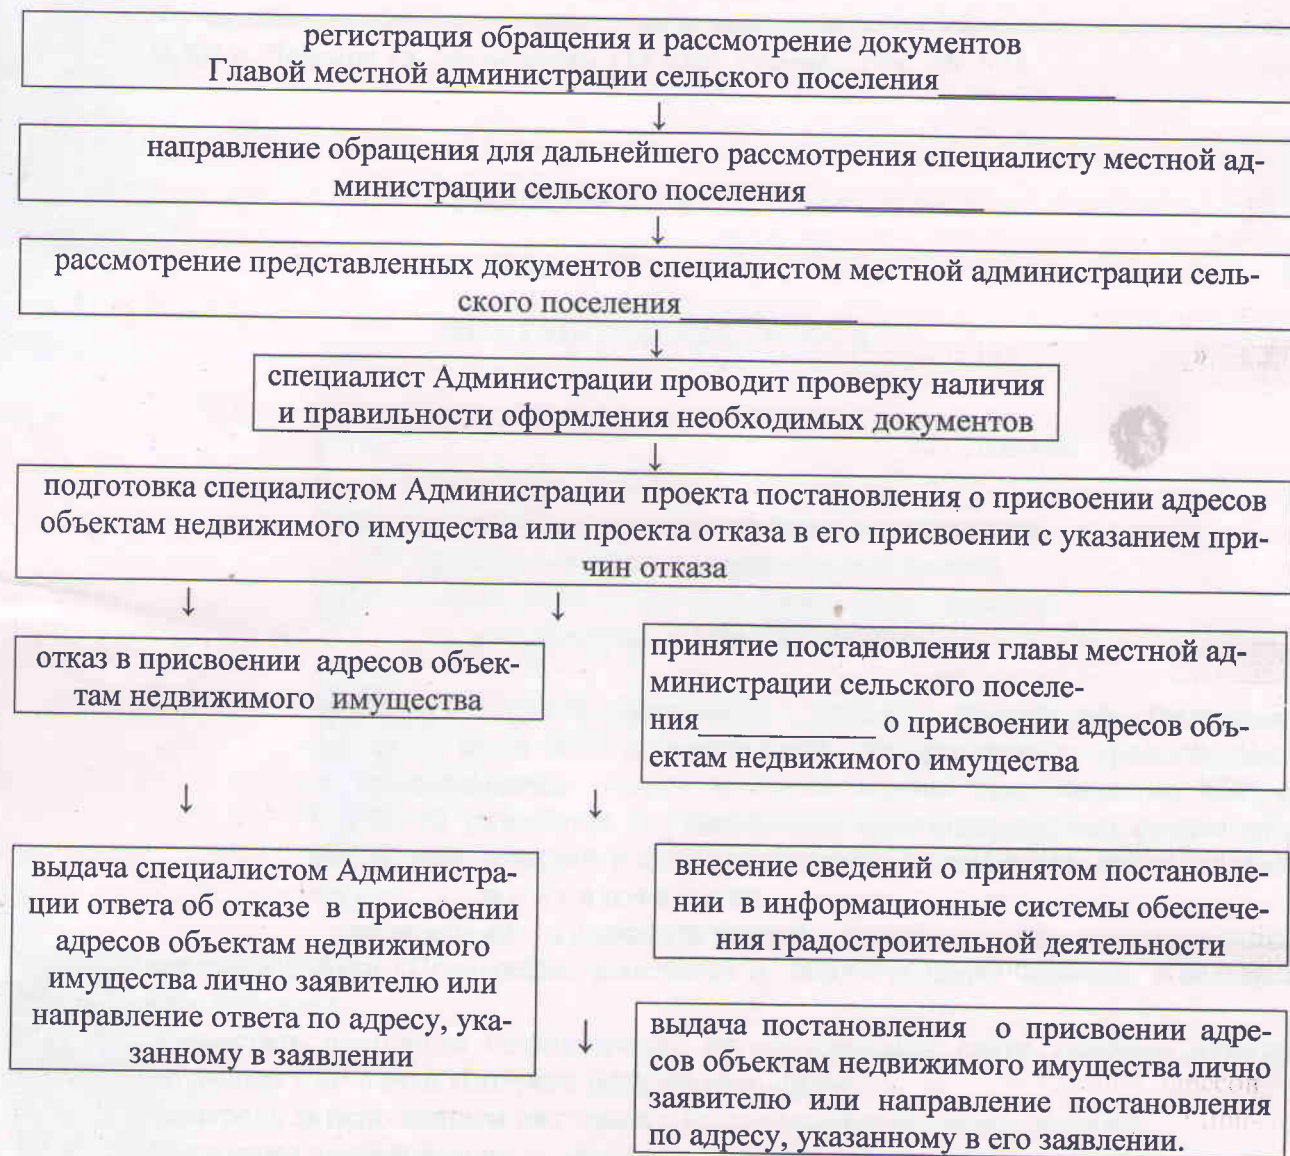 регистрация обращения и рассмотрение документов
Главой местной администрации сельского поселения____________
↓
направление обращения для дальнейшего рассмотрения специалисту местной ад-
министрации сельского поселения____________
↓
рассмотрение представленных документов специалистом местной администрации сель-
ского поселения____________
↓
специалист Администрации проводит проверку наличия
и правильности оформления необходимых документов
↓
подготовка специалистом Администрации проекта постановления о присвоении адресов
объектам недвижимого имущества или проекта отказа в его присвоении с указанием при-
чин отказа
↓ ↓
отказ в присвоении адресов объек-
там недвижимого имущества
принятие постановления главы местной ад-
министрации сельского поселе-
ния____________ о присвоении адресов объ-
ектам недвижимого имущества
↓ ↓
выдача специалистом Администра-
ции ответа об отказе в присвоении
адресов объектам недвижимого
имущества лично заявителю или
направление ответа по адресу, ука-
занному в заявлении
внесение сведений о принятом постановле-
нии в информационные системы обеспече-
ния градостроительной деятельности
↓
выдача постановления о присвоении адре-
сов объектам недвижимого имущества лично
заявителю или направление постановления
по адресу, указанному в его заявлении.